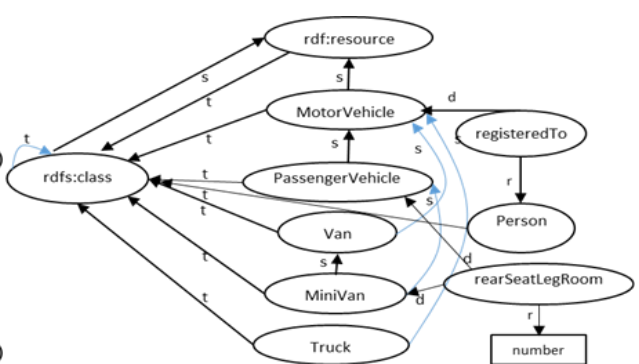 rdf:resource
s
t
s
MotorVehicle
d
t
t
s
s
s
registeredTo
rdfs:class
t
PassengerVehicle
r
t
t
s
Person
Van
t
s
d
rearSeatLegRoom
MiniVan
d
t
r
Truck
number